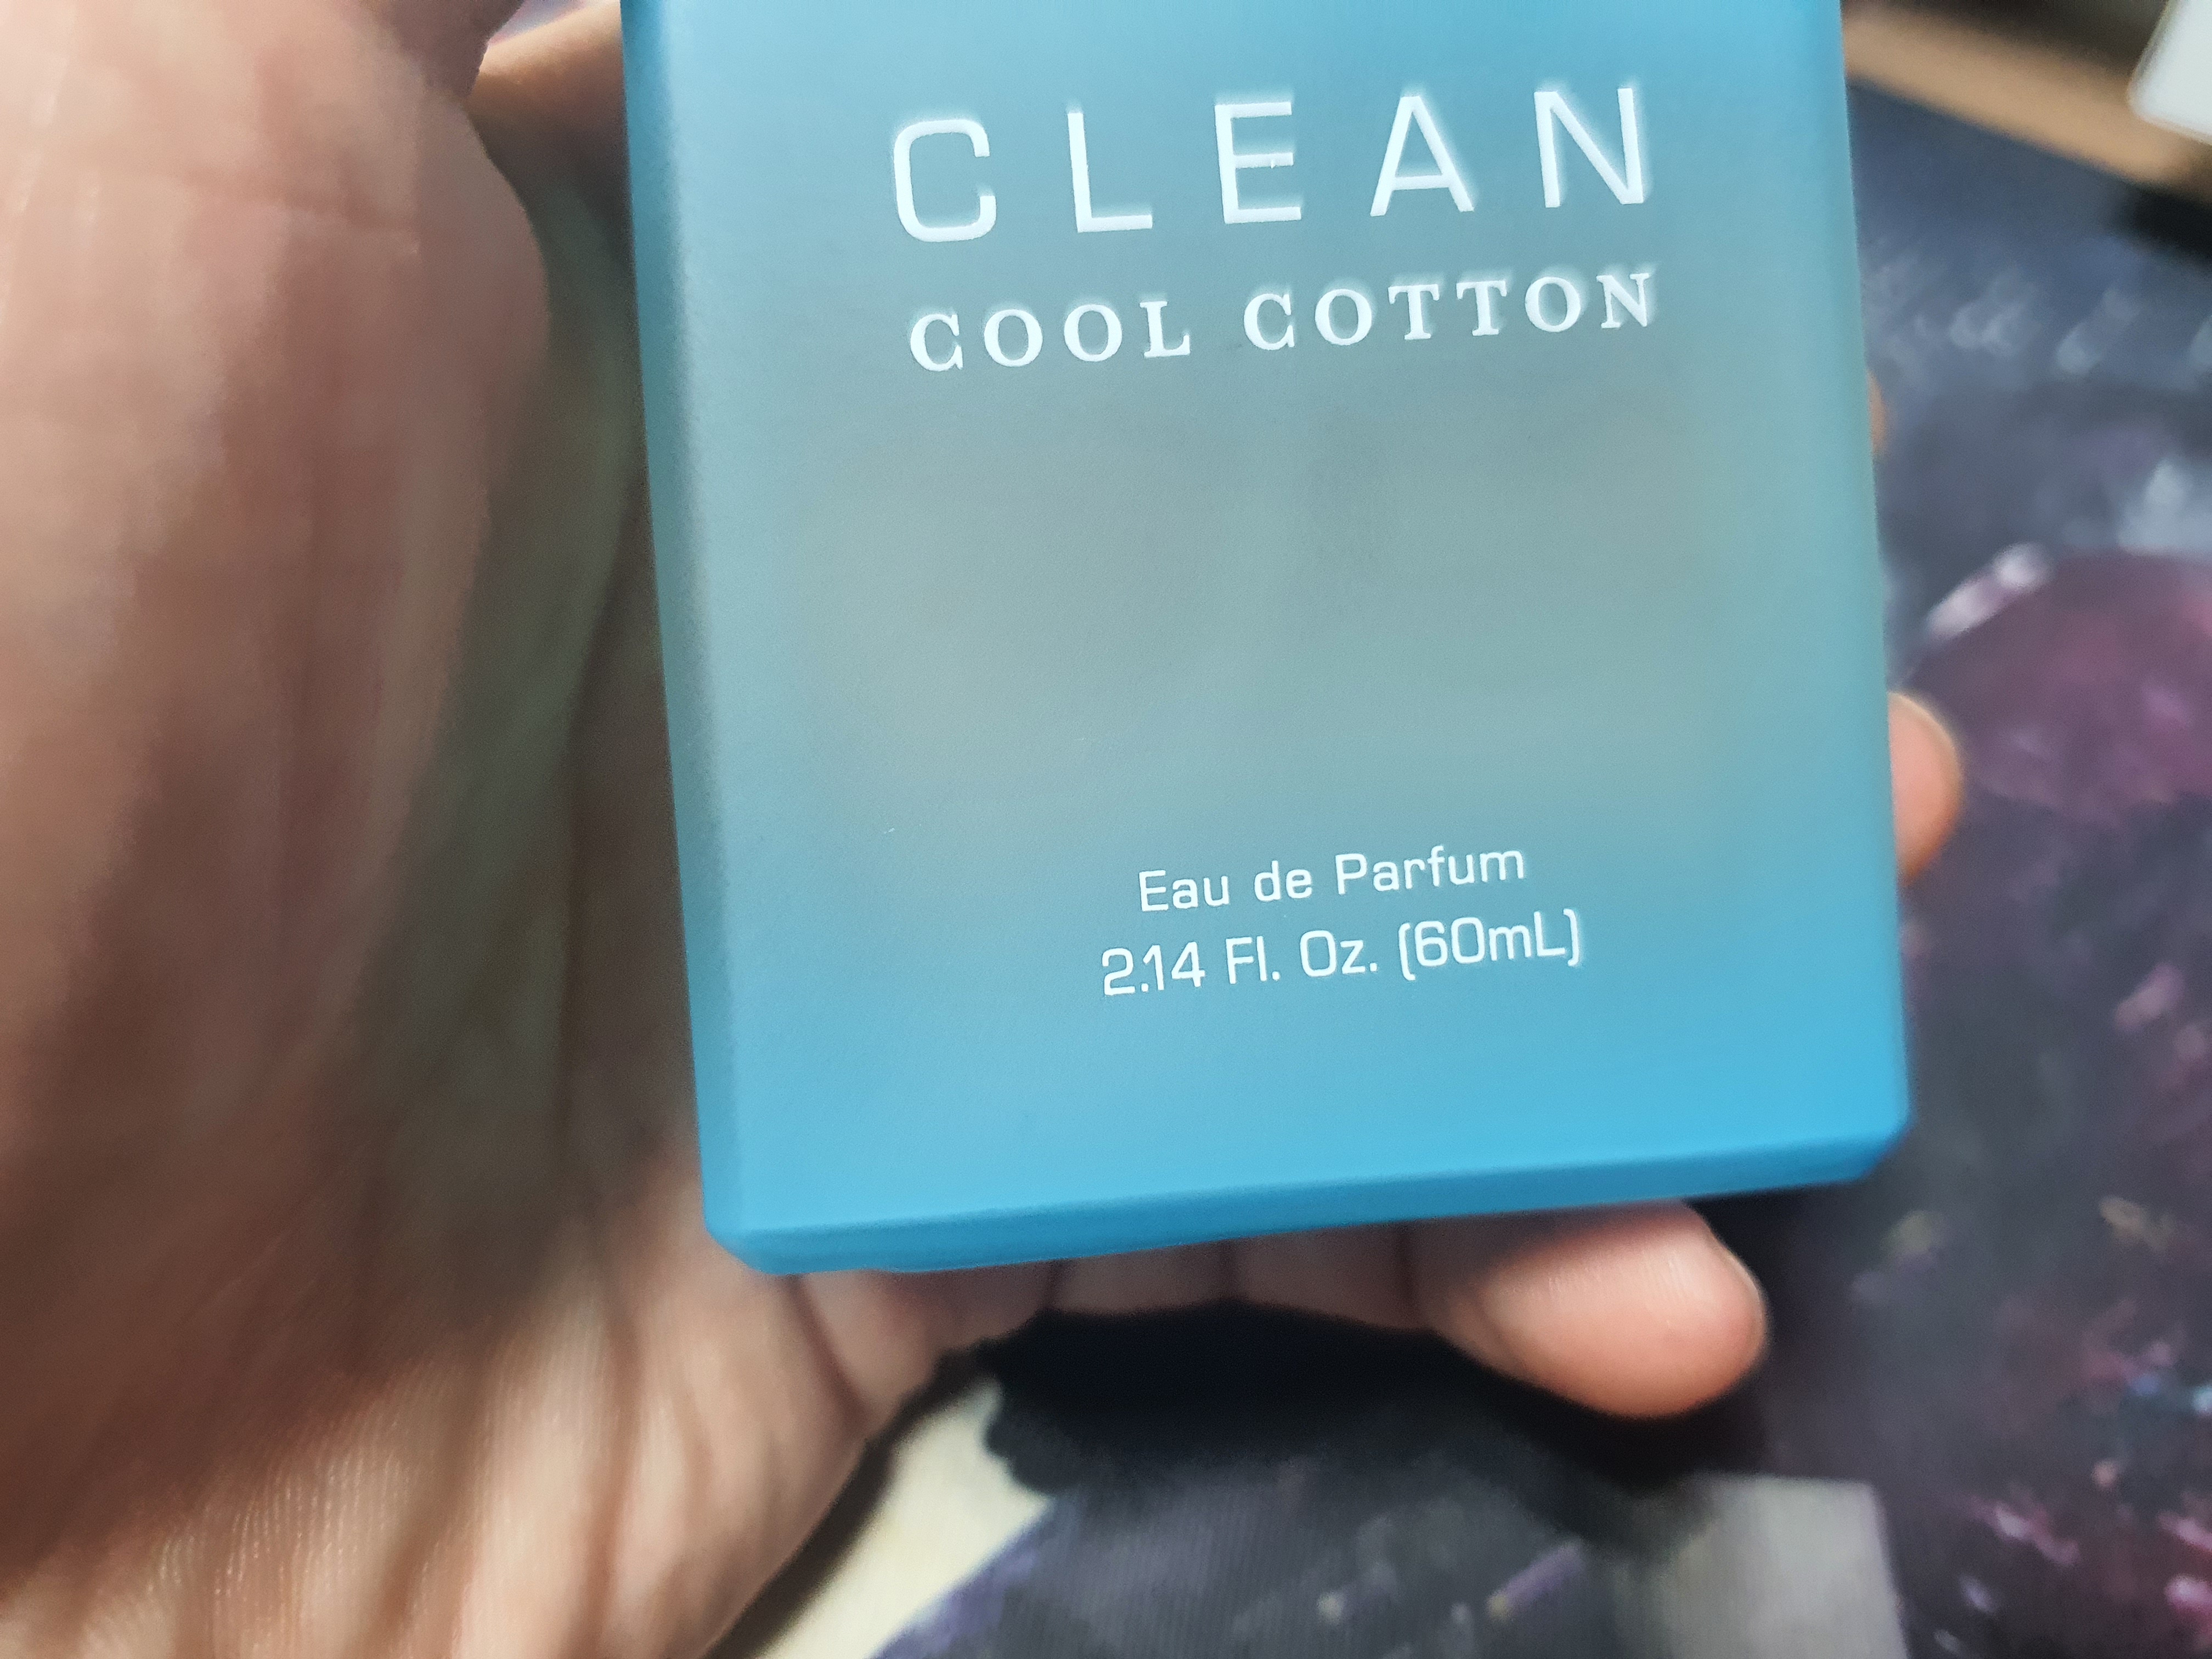 CLEAN
COOL COTTON
Eau de Parfum
2.14 Fl. Oz. (60mL)